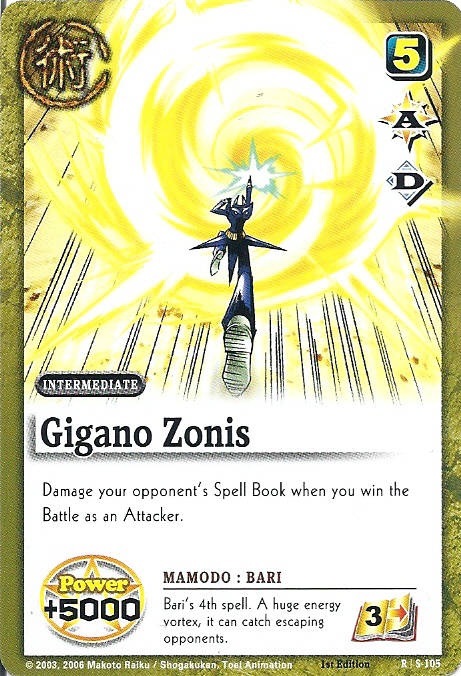 術
5
A
D
INTERMEDIATE
Gigano Zonis
Damage your opponent's Spell Book when you win the
Battle as an Attacker.
Power
+5000
MAMODO : BARI
Bari's 4th spell. A huge energy
vortex, it can catch escaping
opponents.
3
© 2003, 2006 Makoto Raiku / Shogakukan, Toei Animation
1st Edition
R | S-105